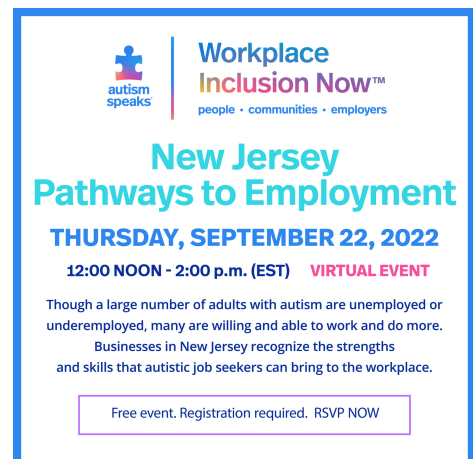 autism
speaks
Workplace
Inclusion Now™
people • communities • employers
New Jersey
Pathways to Employment
THURSDAY, SEPTEMBER 22, 2022
12:00 NOON - 2:00 p.m. (EST) VIRTUAL EVENT
Though a large number of adults with autism are unemployed or
underemployed, many are willing and able to work and do more.
Businesses in New Jersey recognize the strengths
and skills that autistic job seekers can bring to the workplace.
Free event. Registration required. RSVP NOW